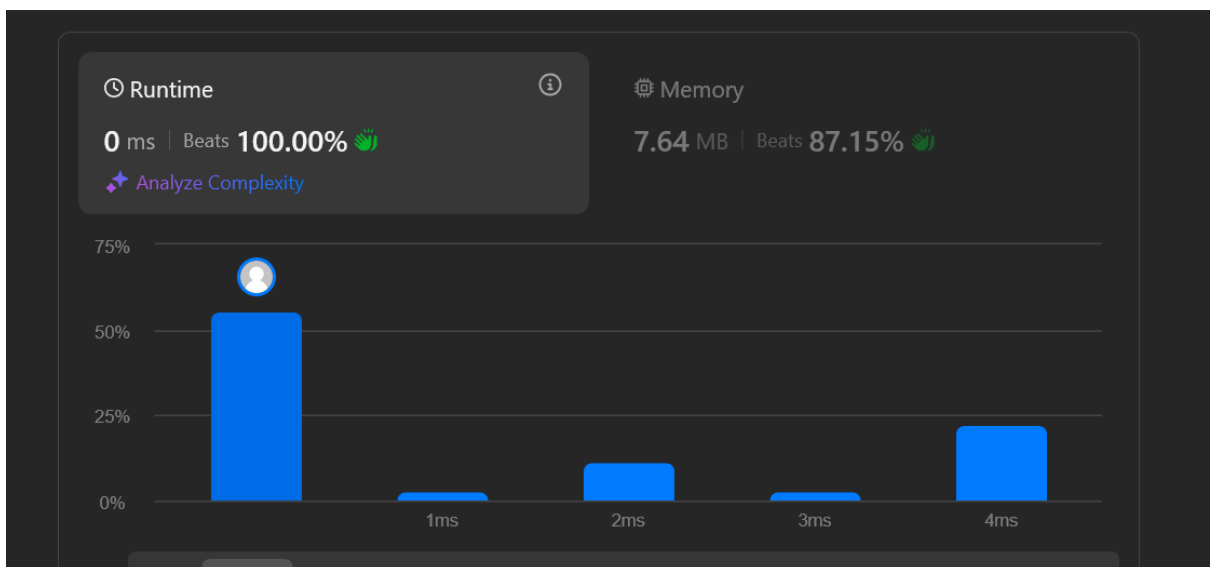 Runtime
0 ms | Beats 100.00%
Analyze Complexity
Memory
7.64 MB | Beats 87.15%
75%
50%
25%
0%
1ms 2ms 3ms 4ms